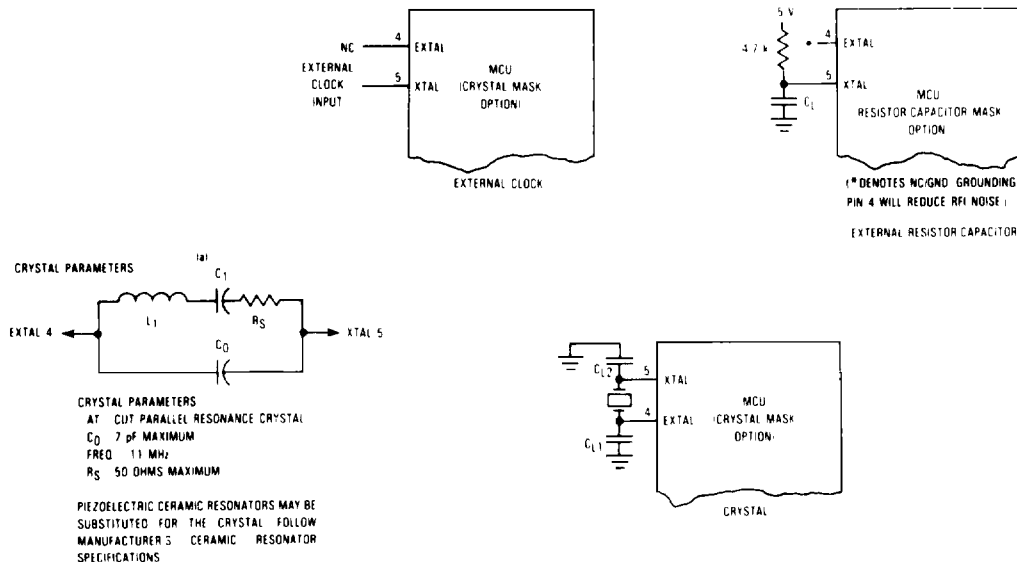 NC
4
EXTAL
EXTERNAL
CLOCK
INPUT
5
XTAL
MCU
(CRYSTAL MASK
OPTION)
EXTERNAL CLOCK
5 V
4.7 k
*
4
EXTAL
5
XTAL
CL
MCU
RESISTOR CAPACITOR MASK
OPTION
(* DENOTES NC/GND GROUNDING
PIN 4 WILL REDUCE RFI NOISE)
EXTERNAL RESISTOR CAPACITOR
CRYSTAL PARAMETERS
(a)
C1
L1
RS
EXTAL 4
XTAL 5
C0
CRYSTAL PARAMETERS
AT CUT PARALLEL RESONANCE CRYSTAL
C0 7 pF MAXIMUM
FREQ 11 MHz
RS 50 OHMS MAXIMUM
PIEZOELECTRIC CERAMIC RESONATORS MAY BE
SUBSTITUTED FOR THE CRYSTAL FOLLOW
MANUFACTURER S CERAMIC RESONATOR
SPECIFICATIONS
CL2
5
XTAL
4
EXTAL
CL1
MCU
(CRYSTAL MASK
OPTION)
CRYSTAL